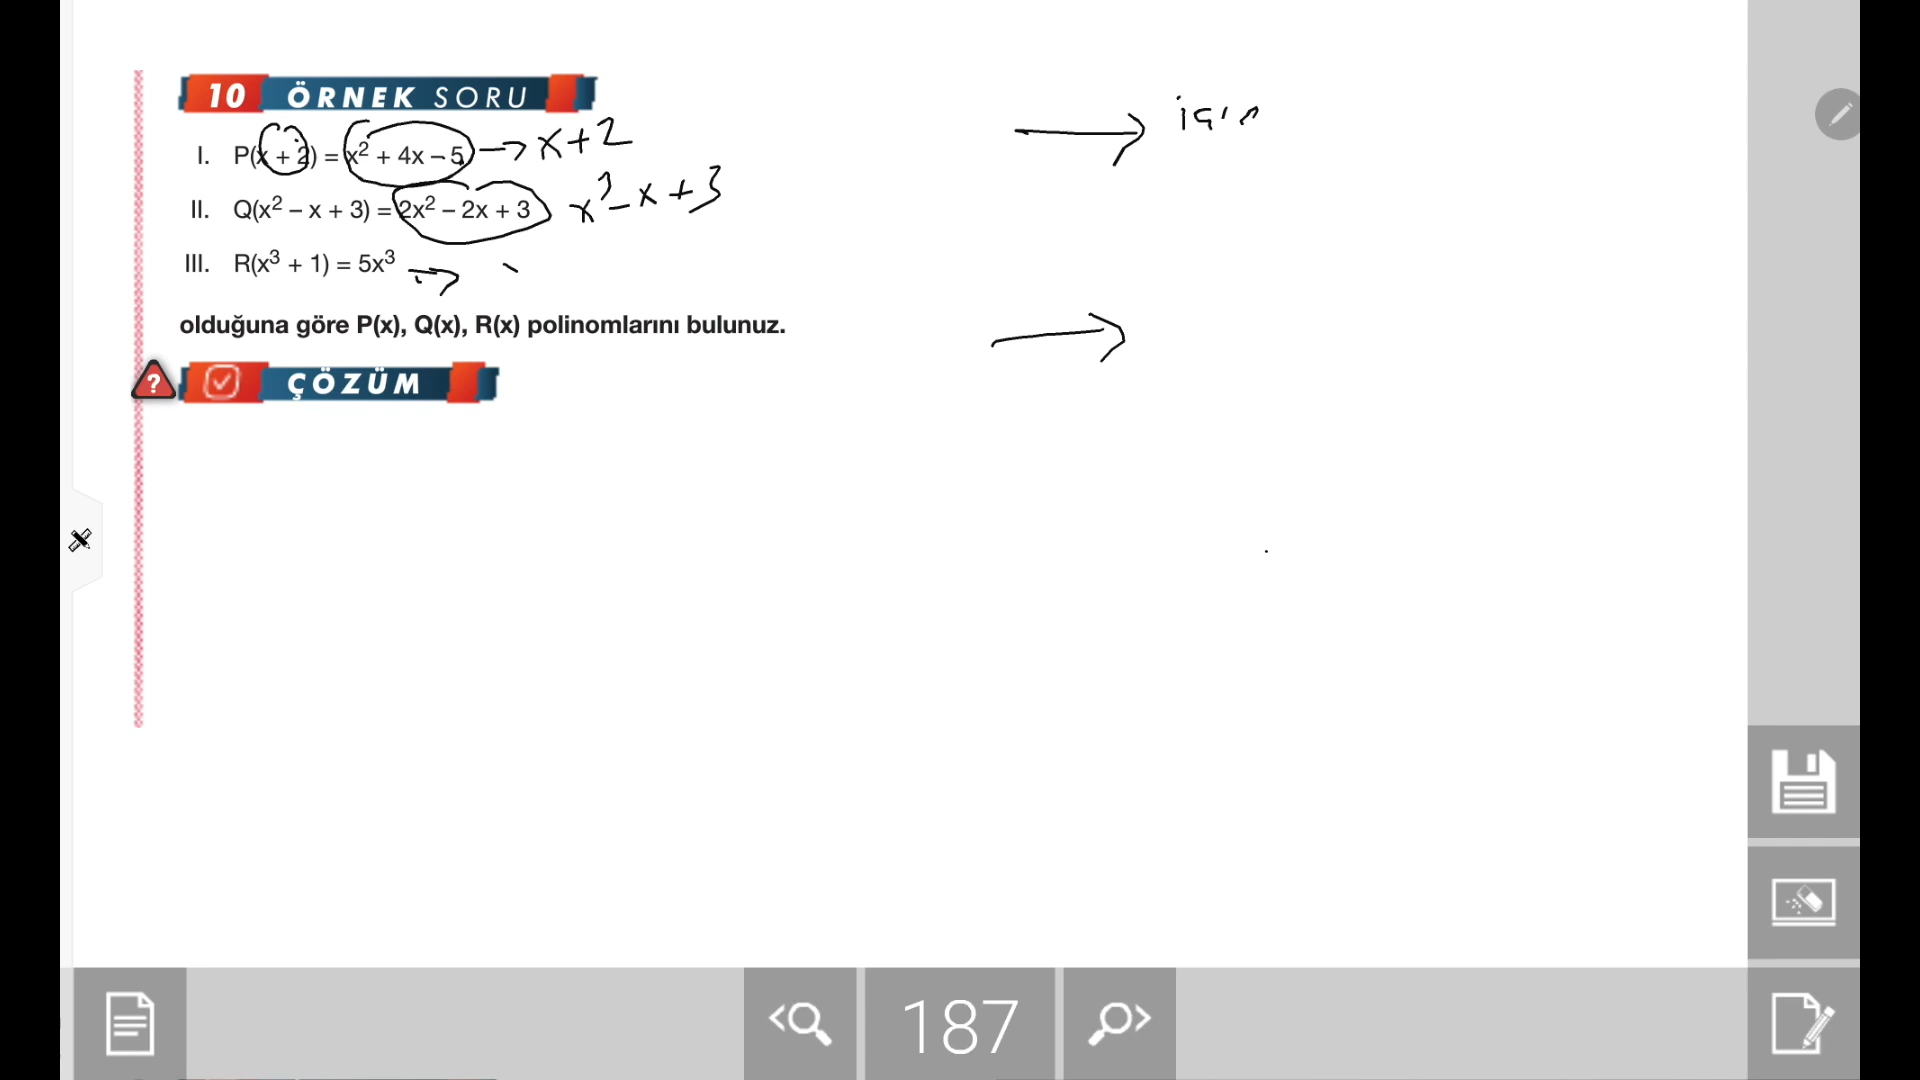 10 ÖRNEK SORU
I. P(x + 2) = x² + 4x – 5 → x + 2
II. Q(x² – x + 3) = 2x² – 2x + 3 x² – x + 3
III. R(x³ + 1) = 5x³ →
olduğuna göre P(x), Q(x), R(x) polinomlarını bulunuz.
? ÇÖZÜM
187